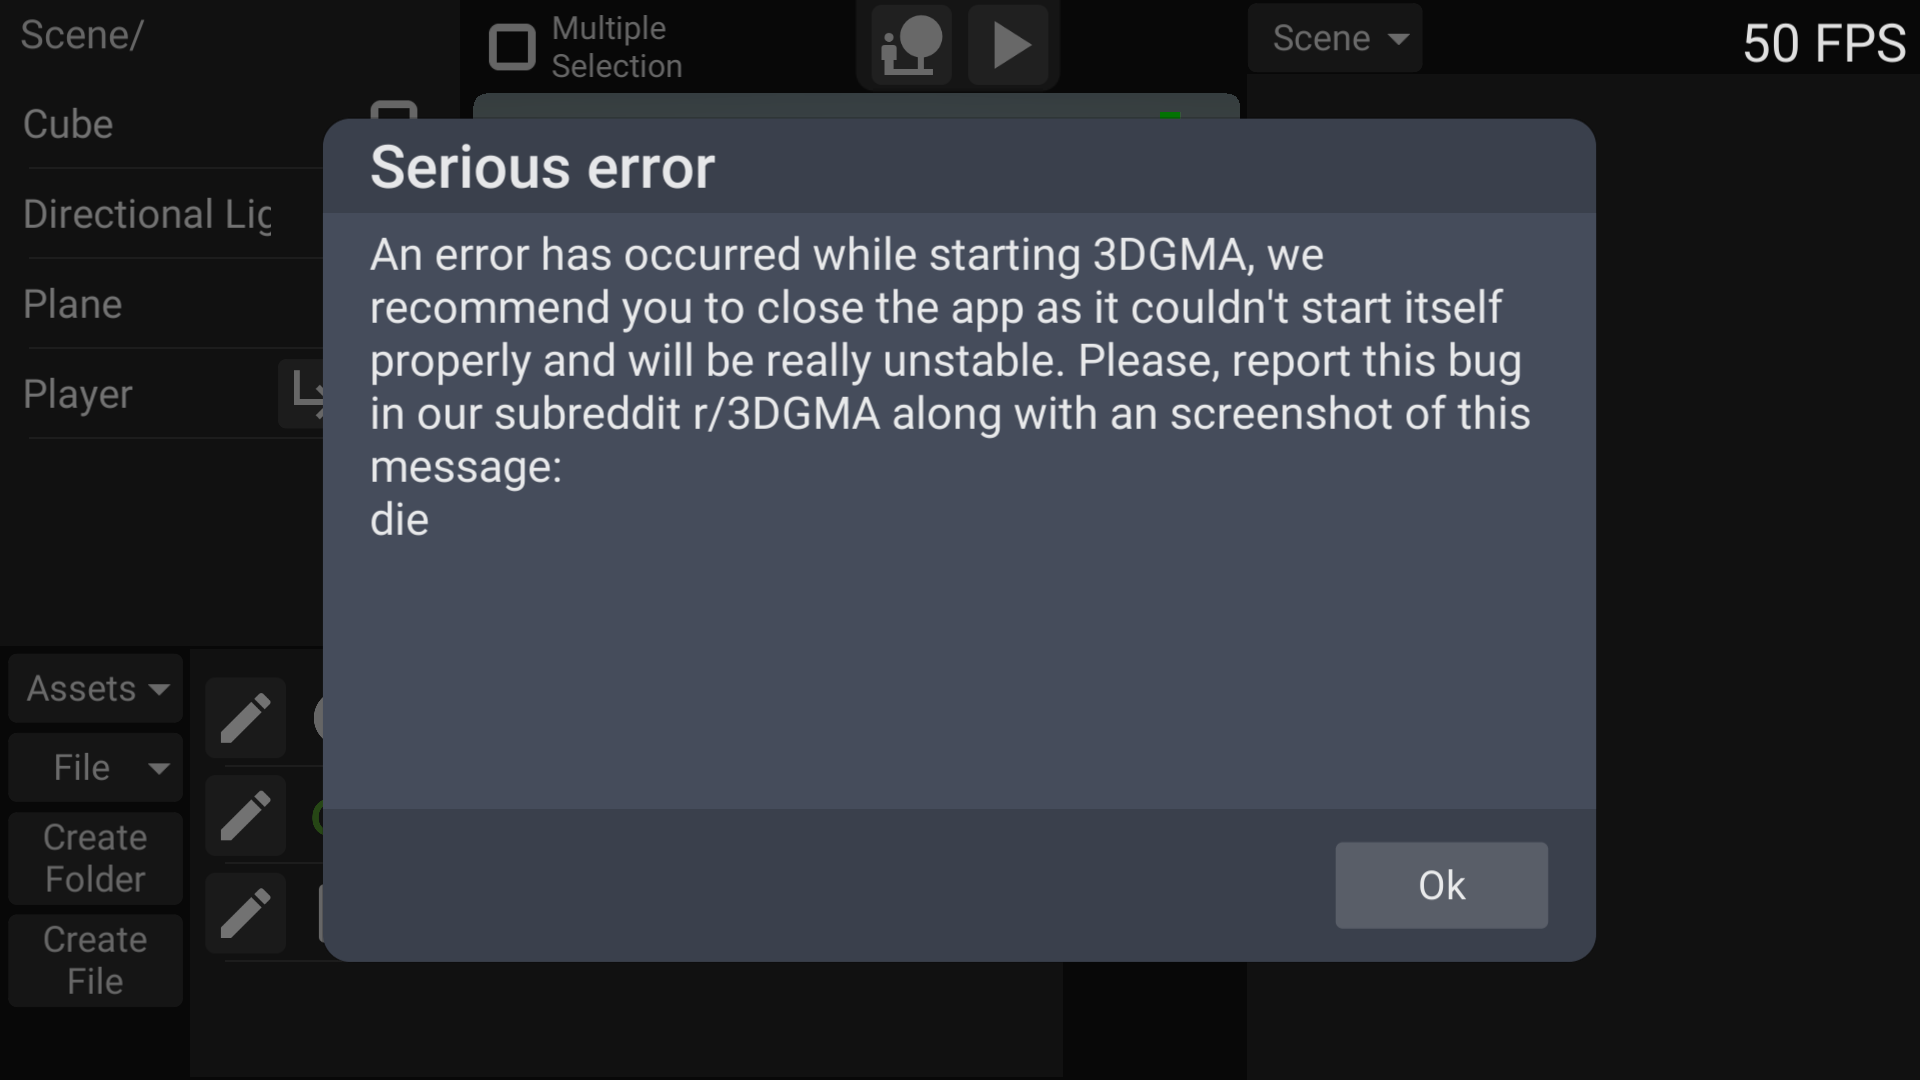 Scene/
Multiple
Selection
Scene
50 FPS
Cube
Directional Lig
Plane
Player
Serious error
An error has occurred while starting 3DGMA, we
recommend you to close the app as it couldn't start itself
properly and will be really unstable. Please, report this bug
in our subreddit r/3DGMA along with an screenshot of this
message:
die
Ok
Assets
File
Create
Folder
Create
File